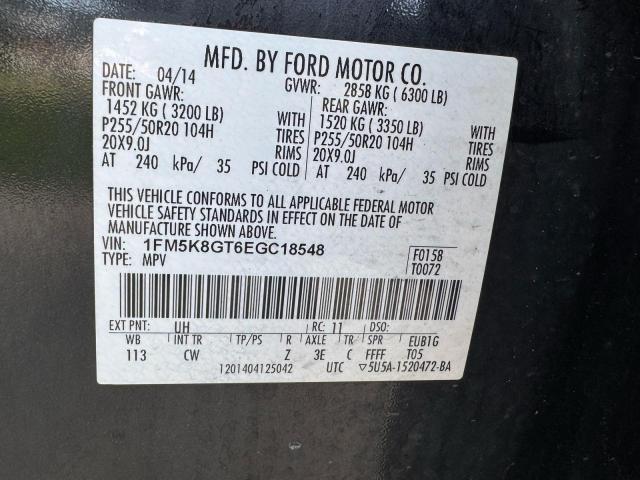 MFD. BY FORD MOTOR CO.
DATE: 04/14 GVWR: 2858 KG ( 6300 LB)
FRONT GAWR: REAR GAWR:
1452 KG ( 3200 LB) 1520 KG ( 3350 LB)
P255/50R20 104H TIRES P255/50R20 104H TIRES
20X9.0J RIMS 20X9.0J RIMS
AT 240 kPa/ 35 PSI COLD AT 240 kPa/ 35 PSI COLD
THIS VEHICLE CONFORMS TO ALL APPLICABLE FEDERAL MOTOR
VEHICLE SAFETY STANDARDS IN EFFECT ON THE DATE OF
MANUFACTURE SHOWN ABOVE.
VIN: 1FM5K8GT6EGC18548 F0158
TYPE: MPV T0072
EXT PNT: UH RC: 11 DSO:
WB INT TR TP/PS R AXLE TR SPR EUB1G
113 CW Z 3E C FFFF T05
1201404125042 UTC ▽5U5A-1520472-BA